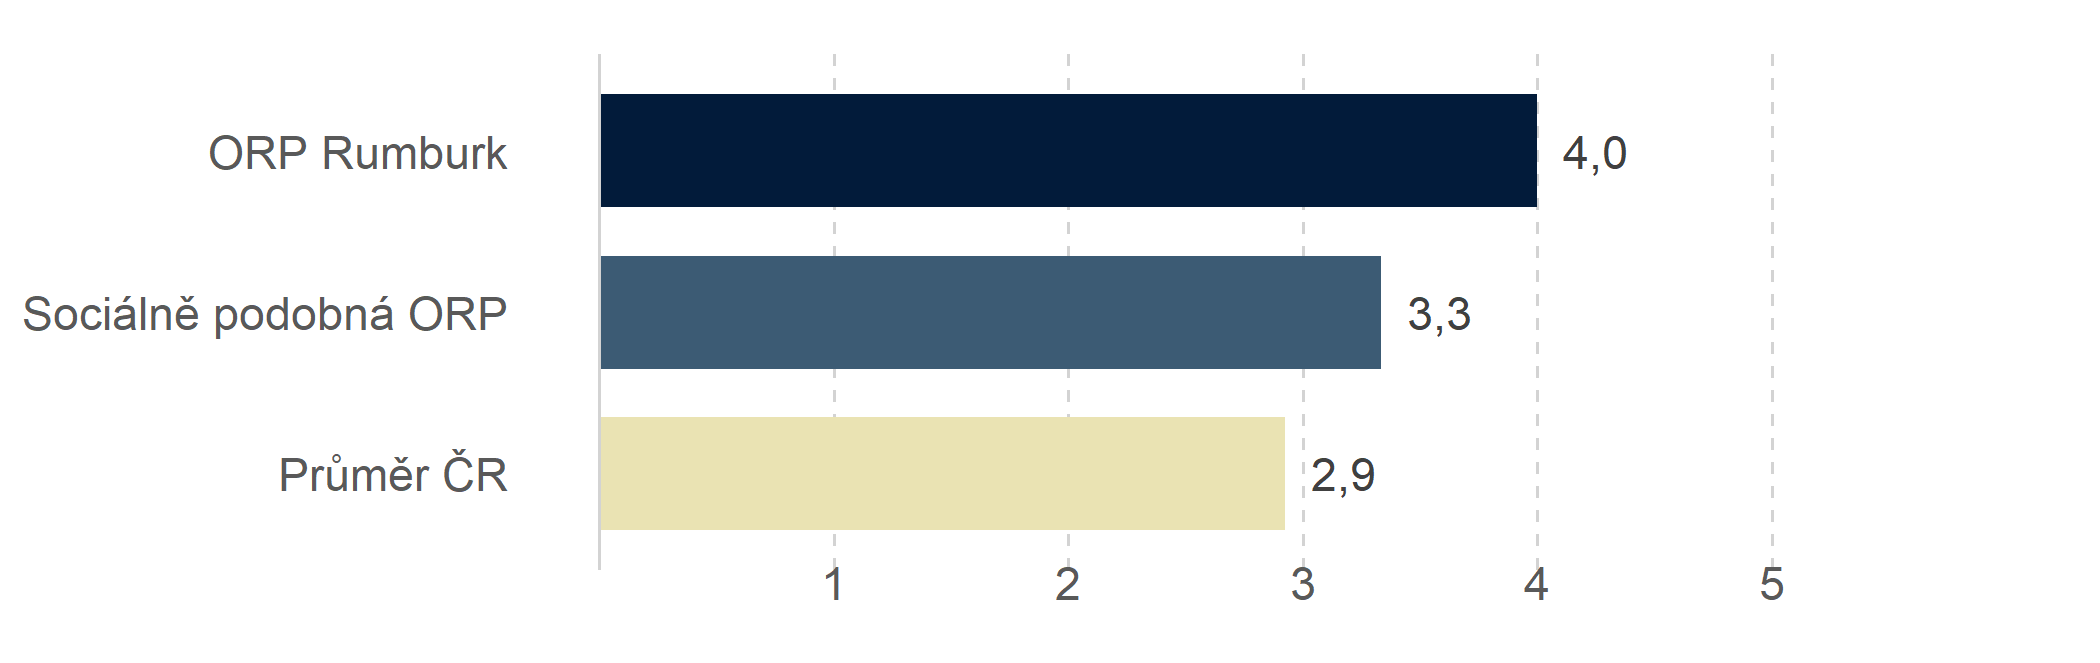 ORP Rumburk 4,0
Sociálně podobná ORP 3,3
Průměr ČR 2,9
1 2 3 4 5